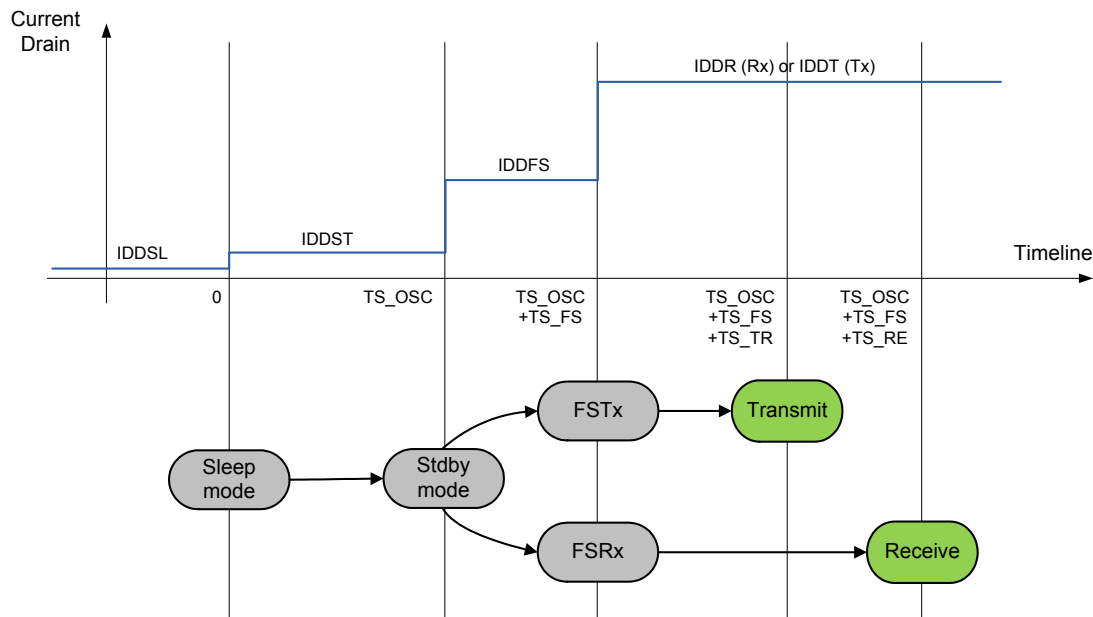 Current
Drain
IDDR (Rx) or IDDT (Tx)
IDDFS
IDDST
IDDSL
Timeline
0
TS_OSC
TS_OSC
+TS_FS
TS_OSC
+TS_FS
+TS_TR
TS_OSC
+TS_FS
+TS_RE
FSTx
Transmit
Sleep
mode
Stdby
mode
FSRx
Receive